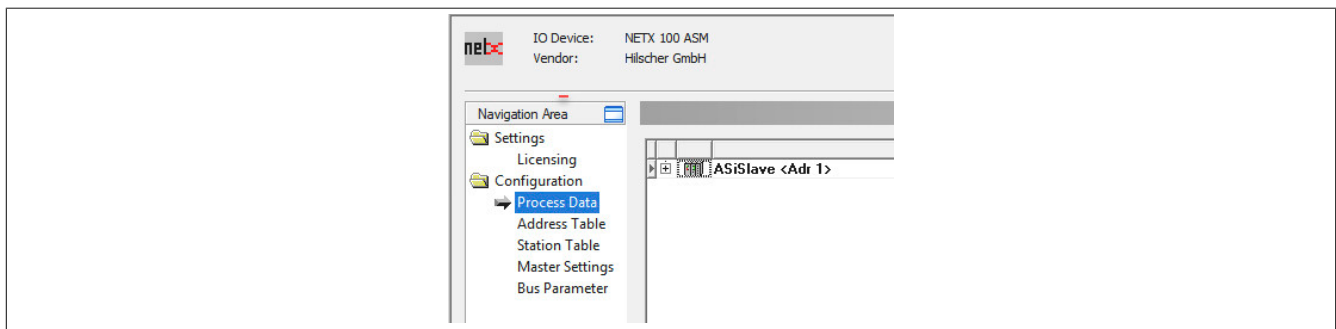 netx
IO Device: NETX 100 ASM
Vendor: Hilscher GmbH
Navigation Area
Settings
Licensing
Configuration
Process Data
Address Table
Station Table
Master Settings
Bus Parameter
ASiSlave <Adr 1>